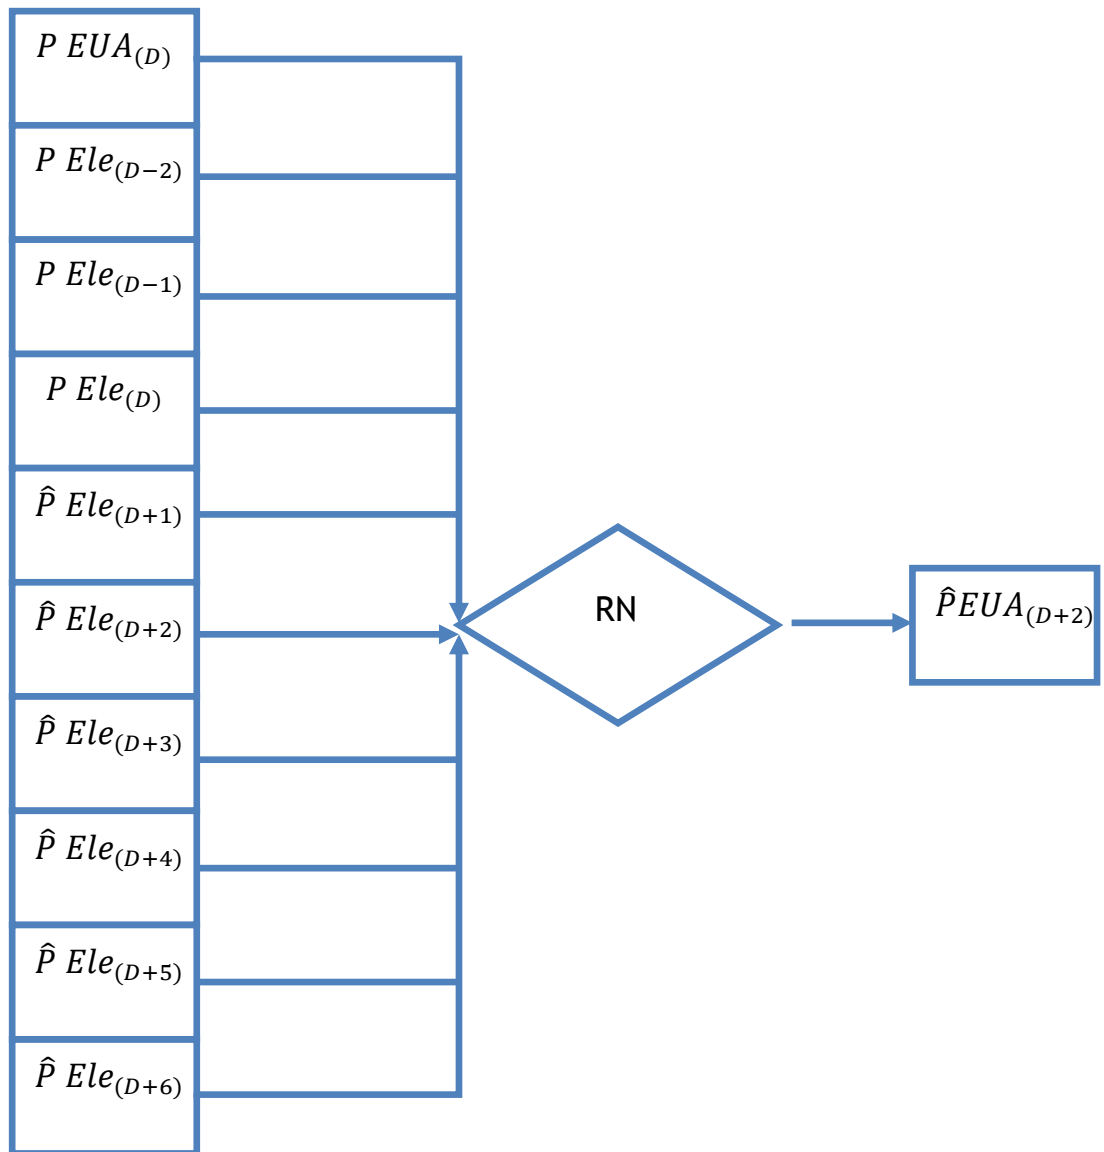 P EUA(D)
P Ele(D−2)
P Ele(D−1)
P Ele(D)
P̂ Ele(D+1)
P̂ Ele(D+2)
P̂ Ele(D+3)
P̂ Ele(D+4)
P̂ Ele(D+5)
P̂ Ele(D+6)
RN
P̂EUA(D+2)